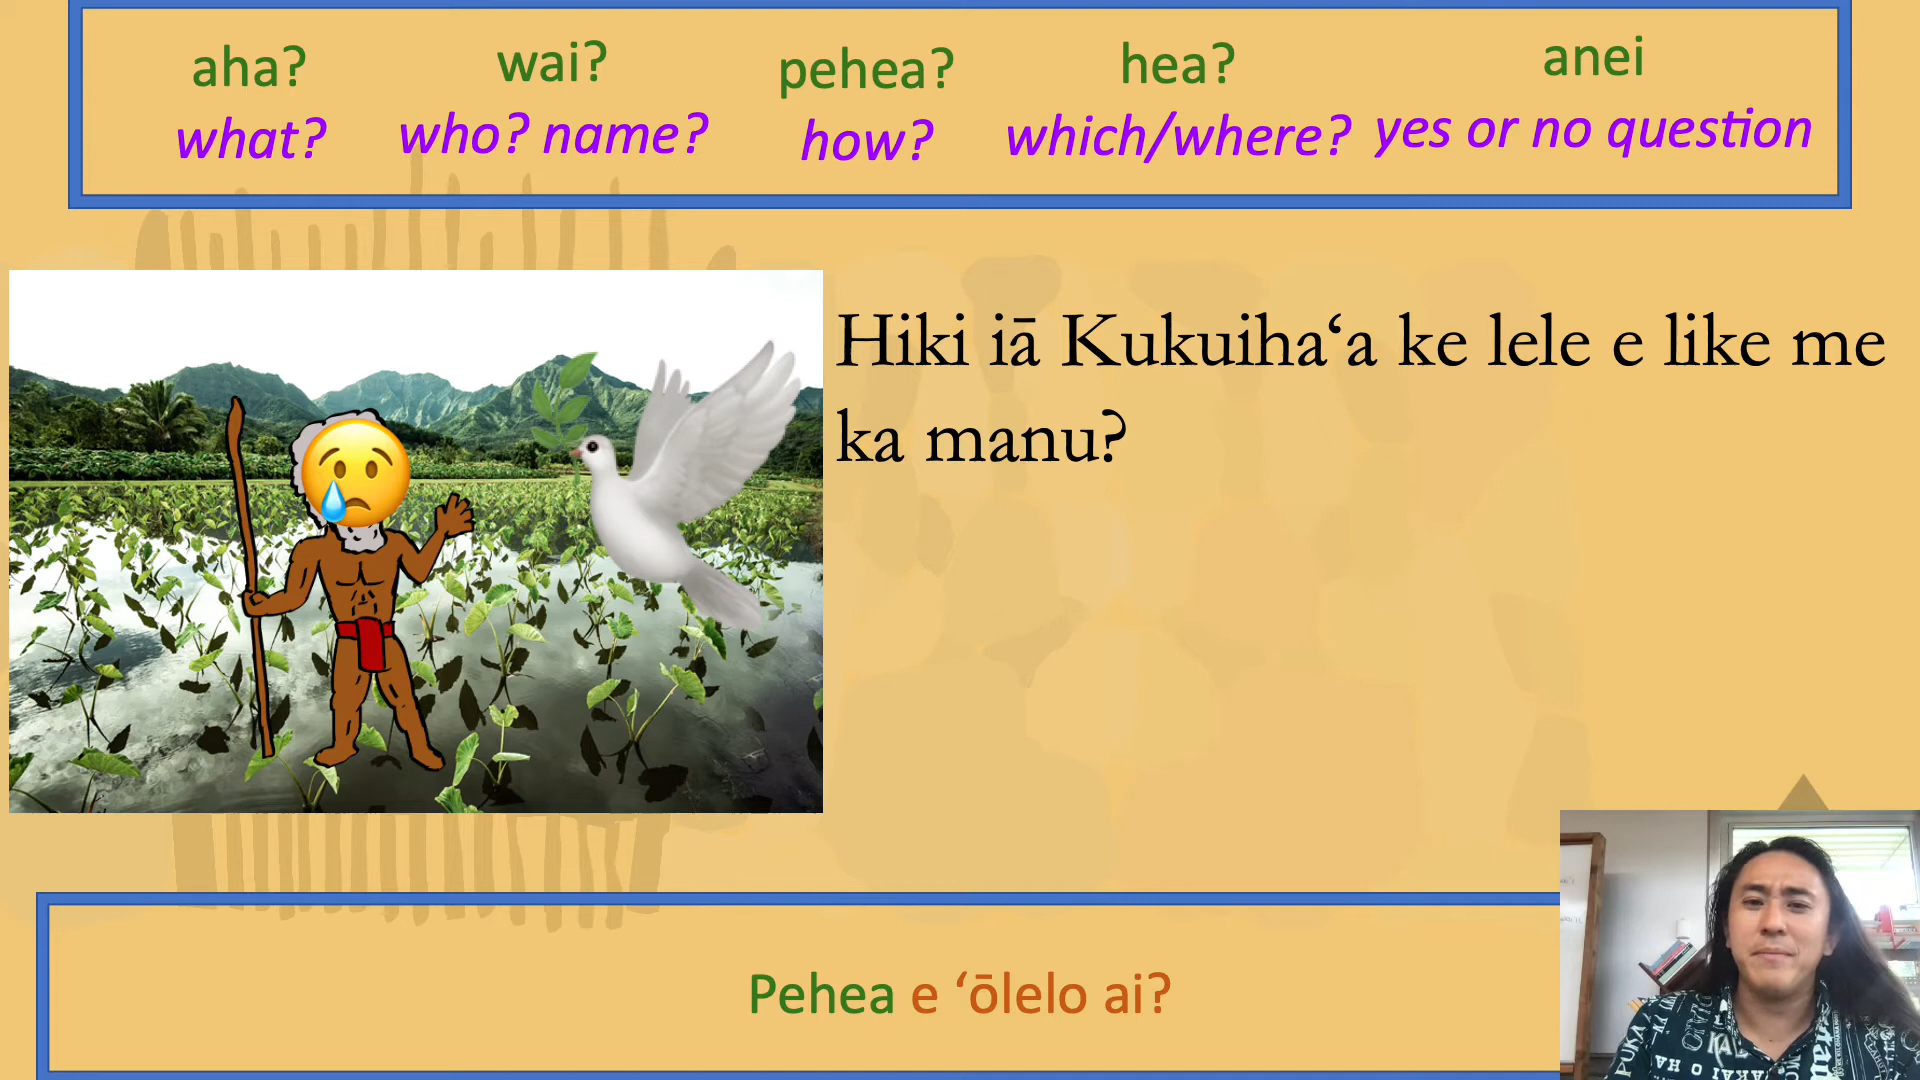 aha? wai? pehea? hea? anei
what? who? name? how? which/where? yes or no question
Hiki iā Kukuihaʻa ke lele e like me
ka manu?
Pehea e ʻōlelo ai?